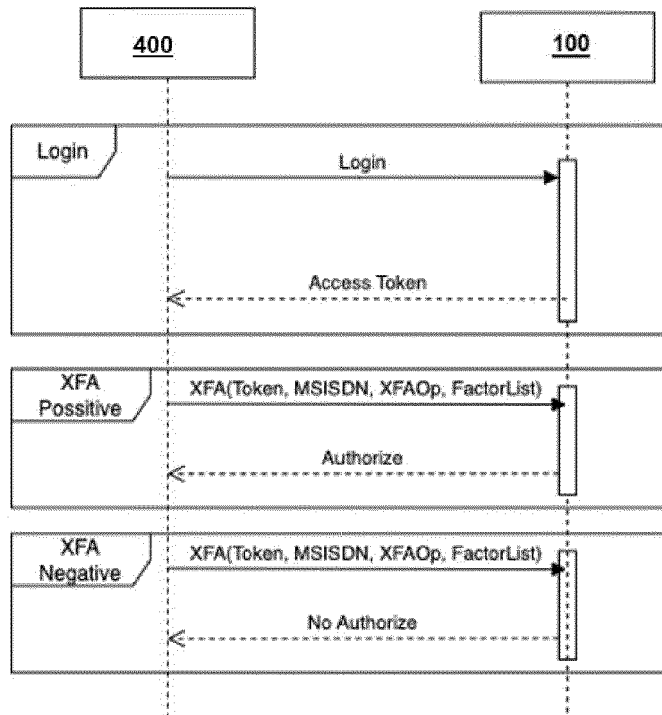 400
100
Login
Login
Access Token
XFA
Possitive
XFA(Token, MSISDN, XFAOp, FactorList)
Authorize
XFA
Negative
XFA(Token, MSISDN, XFAOp, FactorList)
No Authorize